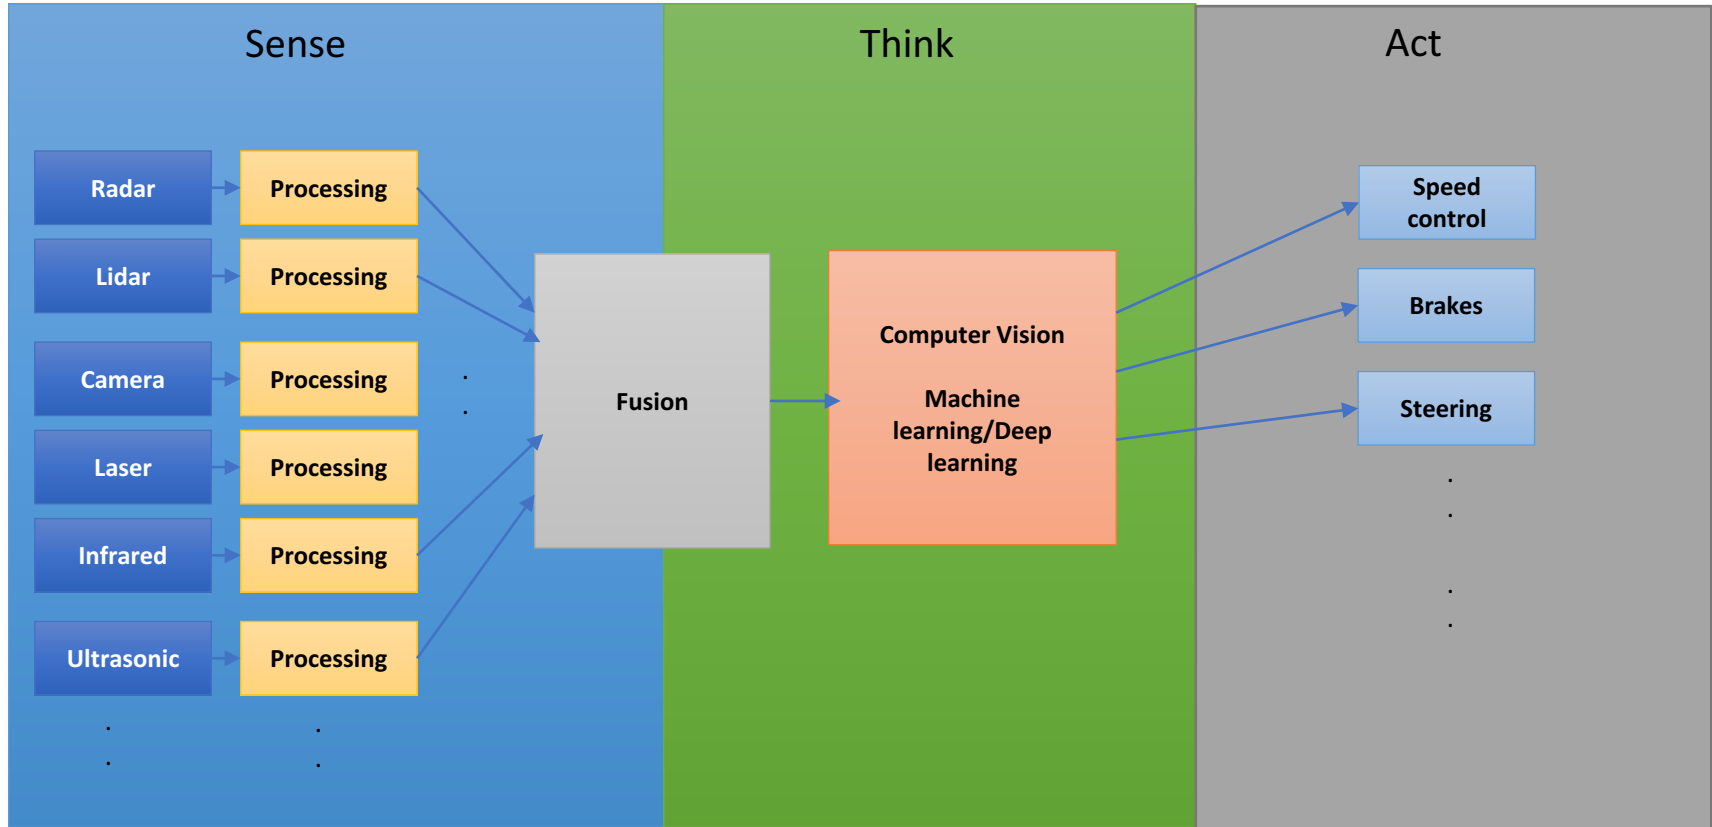 Sense
Think
Act
Radar
Processing
Lidar
Processing
Camera
Processing
Laser
Processing
Infrared
Processing
Ultrasonic
Processing
Fusion
Computer Vision
Machine
learning/Deep
learning
Speed
control
Brakes
Steering